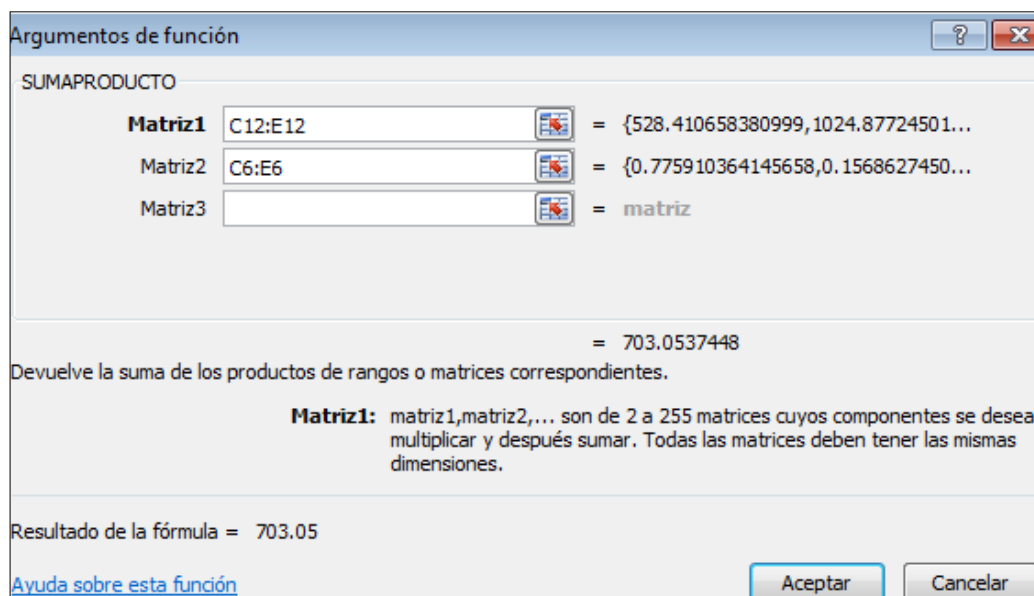 Argumentos de función
SUMAPRODUCTO
Matriz1 C12:E12 = {528.410658380999,1024.87724501...
Matriz2 C6:E6 = {0.775910364145658,0.1568627450...
Matriz3 = matriz
= 703.0537448
Devuelve la suma de los productos de rangos o matrices correspondientes.
Matriz1: matriz1,matriz2,... son de 2 a 255 matrices cuyos componentes se desea
multiplicar y después sumar. Todas las matrices deben tener las mismas
dimensiones.
Resultado de la fórmula = 703.05
Ayuda sobre esta función Aceptar Cancelar